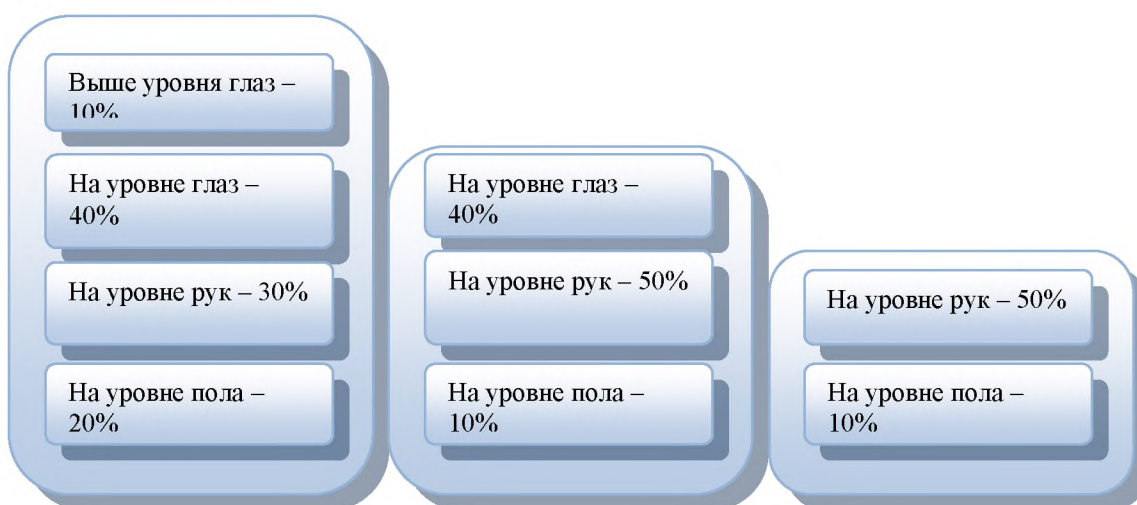 Выше уровня глаз –
10%
На уровне глаз –
40%
На уровне рук – 30%
На уровне пола –
20%
На уровне глаз –
40%
На уровне рук – 50%
На уровне пола –
10%
На уровне рук – 50%
На уровне пола –
10%